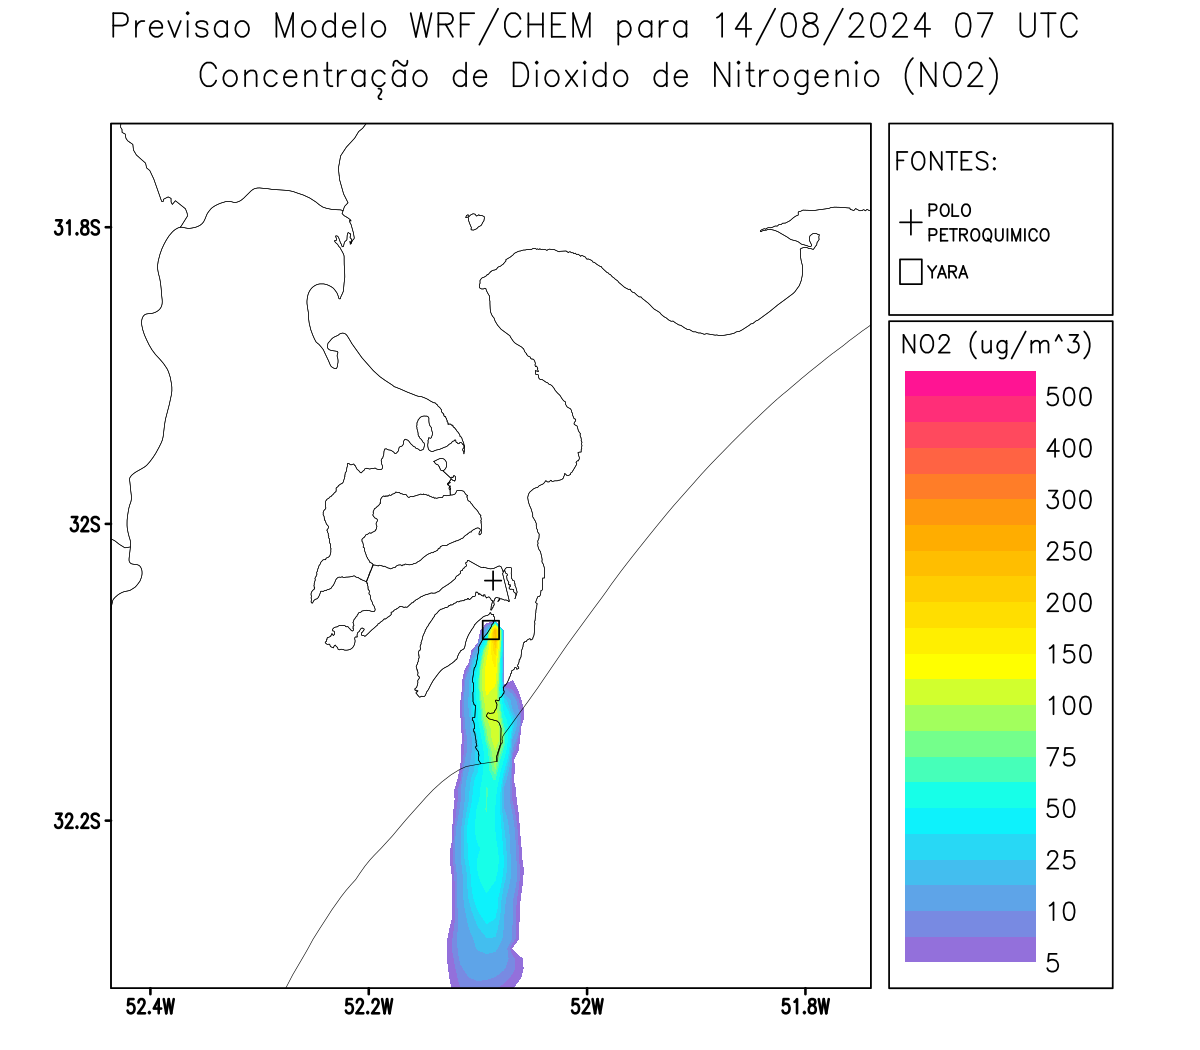 Previsao Modelo WRF/CHEM para 14/08/2024 07 UTC
Concentração de Dioxido de Nitrogenio (NO2)
FONTES:
POLO
PETROQUIMICO
YARA
NO2 (ug/m^3)
500
400
300
250
200
150
100
75
50
25
10
5
31.8S
32S
32.2S
52.4W
52.2W
52W
51.8W